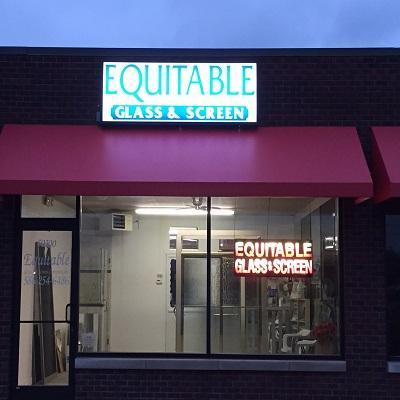 EQUITABLE
GLASS & SCREEN
EQUITABLE
GLASS & SCREEN
Equitable